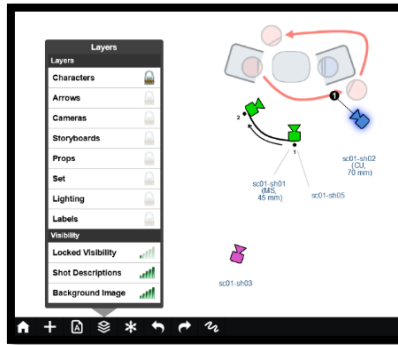 Layers
Layers
Characters
Arrows
Cameras
Storyboards
Props
Set
Lighting
Labels
Visibility
Locked Visibility
Shot Descriptions
Background Image
1
2
1
sc01-sh02
(CU,
70 mm)
sc01-sh01
(MS,
45 mm)
sc01-sh05
sc01-sh03
A